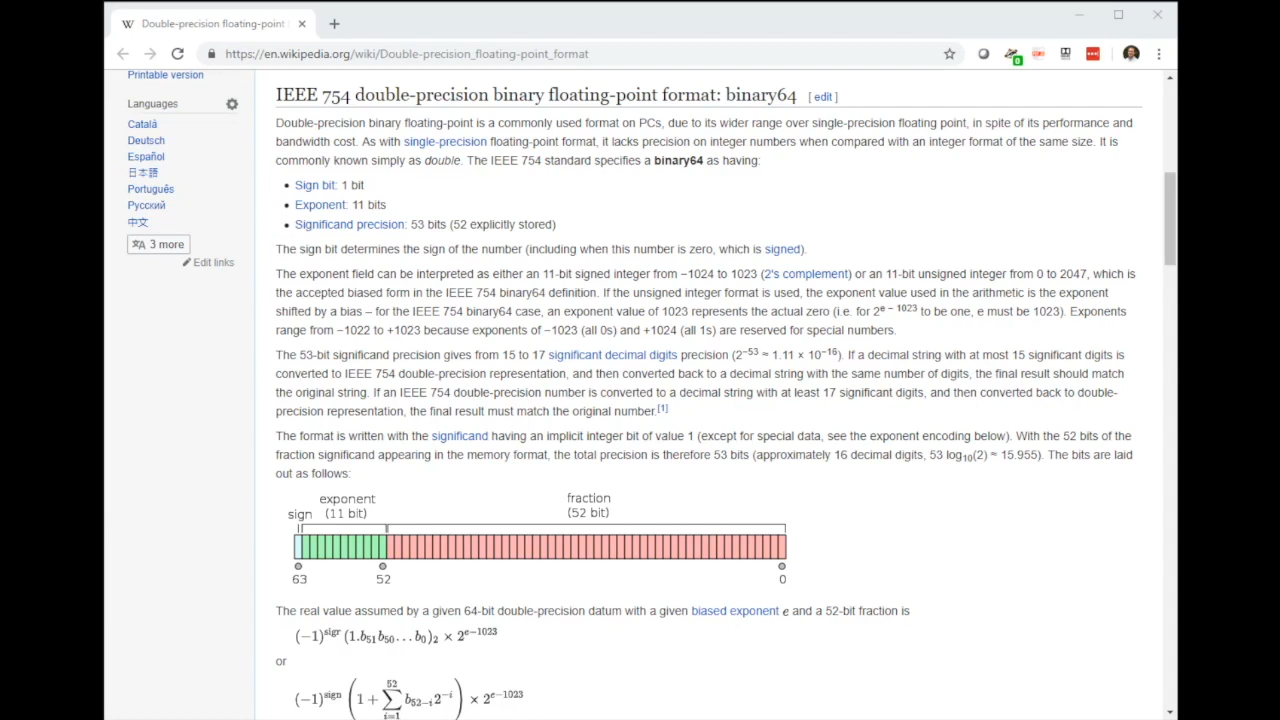 W Double-precision floating-point
https://en.wikipedia.org/wiki/Double-precision_floating-point_format
0
Printable version
Languages
Català
Deutsch
Español
日本語
Português
Русский
中文
3 more
Edit links
IEEE 754 double-precision binary floating-point format: binary64 [ edit ]
Double-precision binary floating-point is a commonly used format on PCs, due to its wider range over single-precision floating point, in spite of its performance and
bandwidth cost. As with single-precision floating-point format, it lacks precision on integer numbers when compared with an integer format of the same size. It is
commonly known simply as double. The IEEE 754 standard specifies a binary64 as having:
• Sign bit: 1 bit
• Exponent: 11 bits
• Significand precision: 53 bits (52 explicitly stored)
The sign bit determines the sign of the number (including when this number is zero, which is signed).
The exponent field can be interpreted as either an 11-bit signed integer from −1024 to 1023 (2's complement) or an 11-bit unsigned integer from 0 to 2047, which is
the accepted biased form in the IEEE 754 binary64 definition. If the unsigned integer format is used, the exponent value used in the arithmetic is the exponent
shifted by a bias – for the IEEE 754 binary64 case, an exponent value of 1023 represents the actual zero (i.e. for 2^(e − 1023) to be one, e must be 1023). Exponents
range from −1022 to +1023 because exponents of −1023 (all 0s) and +1024 (all 1s) are reserved for special numbers.
The 53-bit significand precision gives from 15 to 17 significant decimal digits precision (2^−53 ≈ 1.11 × 10^−16). If a decimal string with at most 15 significant digits is
converted to IEEE 754 double-precision representation, and then converted back to a decimal string with the same number of digits, the final result should match
the original string. If an IEEE 754 double-precision number is converted to a decimal string with at least 17 significant digits, and then converted back to double-
precision representation, the final result must match the original number.[1]
The format is written with the significand having an implicit integer bit of value 1 (except for special data, see the exponent encoding below). With the 52 bits of the
fraction significand appearing in the memory format, the total precision is therefore 53 bits (approximately 16 decimal digits, 53 log₁₀(2) ≈ 15.955). The bits are laid
out as follows:
exponent fraction
sign (11 bit) (52 bit)
63 52 0
The real value assumed by a given 64-bit double-precision datum with a given biased exponent e and a 52-bit fraction is
(−1)^sign (1.b₅₁b₅₀…b₀)₂ × 2^(e−1023)
or
(−1)^sign (1 + ∑_{i=1}^{52} b_{52−i} 2^{−i}) × 2^(e−1023)